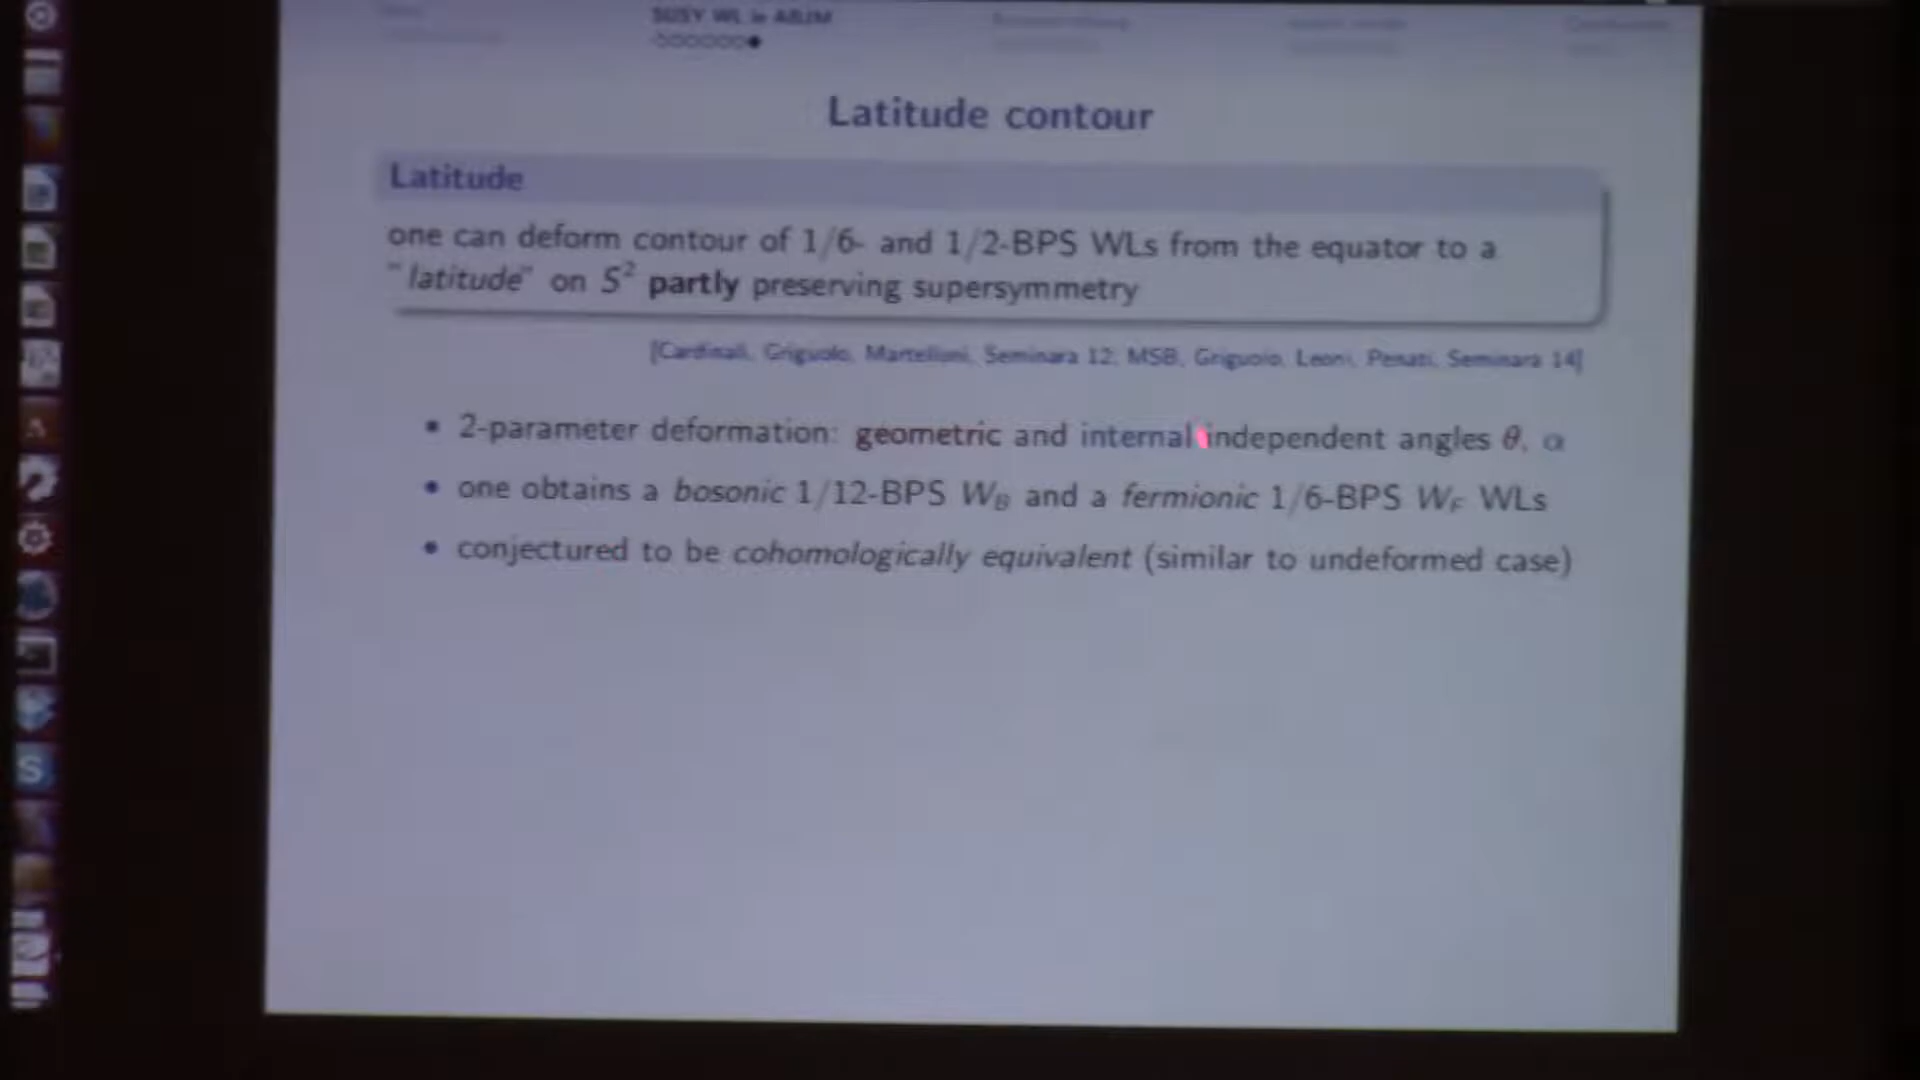 SUSY WL in ABJM
Latitude contour
Latitude
one can deform contour of 1/6- and 1/2-BPS WLs from the equator to a
"latitude" on S² partly preserving supersymmetry
[Cardinali, Griguolo, Martelloni, Seminara 12; MSB, Griguolo, Leoni, Penati, Seminara 14]
• 2-parameter deformation: geometric and internal independent angles θ, α
• one obtains a bosonic 1/12-BPS W_B and a fermionic 1/6-BPS W_F WLs
• conjectured to be cohomologically equivalent (similar to undeformed case)